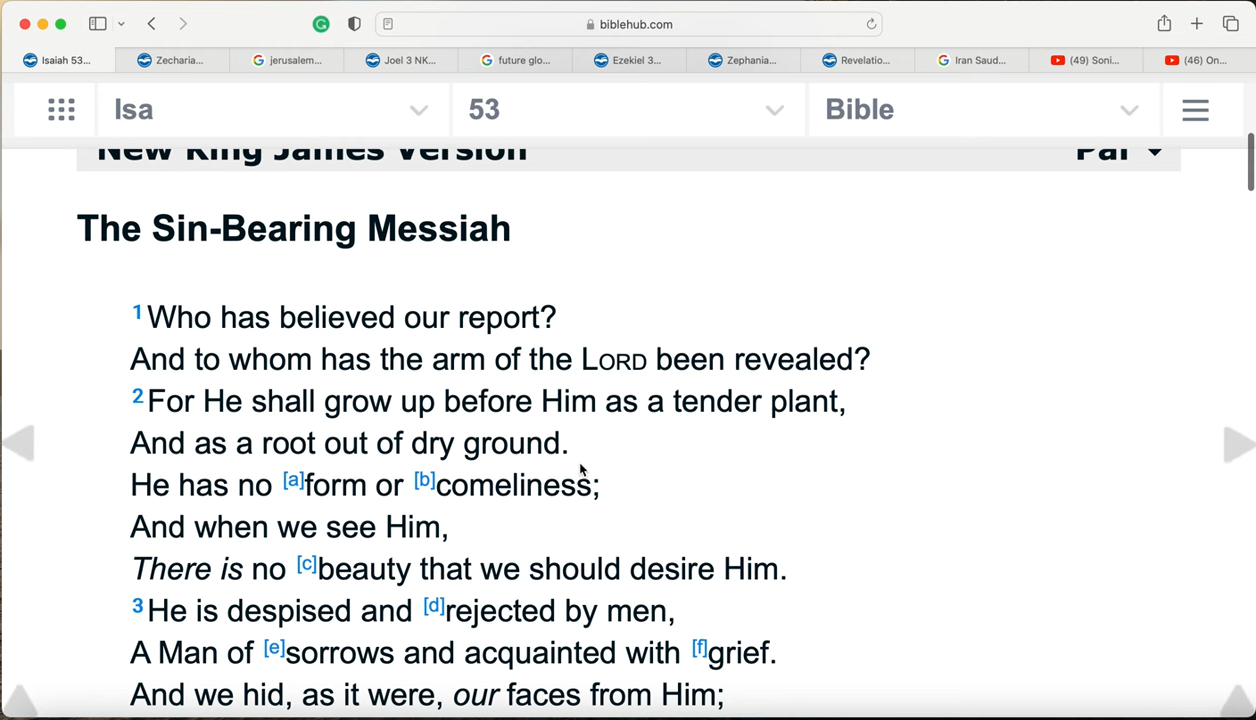 biblehub.com
Isaiah 53...
Zecharia...
jerusalem...
Joel 3 NK...
future glo...
Ezekiel 3...
Zephania...
Revelatio...
Iran Saud...
(49) Soni...
(46) On...
Isa
53
Bible
New King James Version
Par
The Sin-Bearing Messiah
1 Who has believed our report?
And to whom has the arm of the LORD been revealed?
2 For He shall grow up before Him as a tender plant,
And as a root out of dry ground.
He has no [a]form or [b]comeliness;
And when we see Him,
There is no [c]beauty that we should desire Him.
3 He is despised and [d]rejected by men,
A Man of [e]sorrows and acquainted with [f]grief.
And we hid, as it were, our faces from Him;